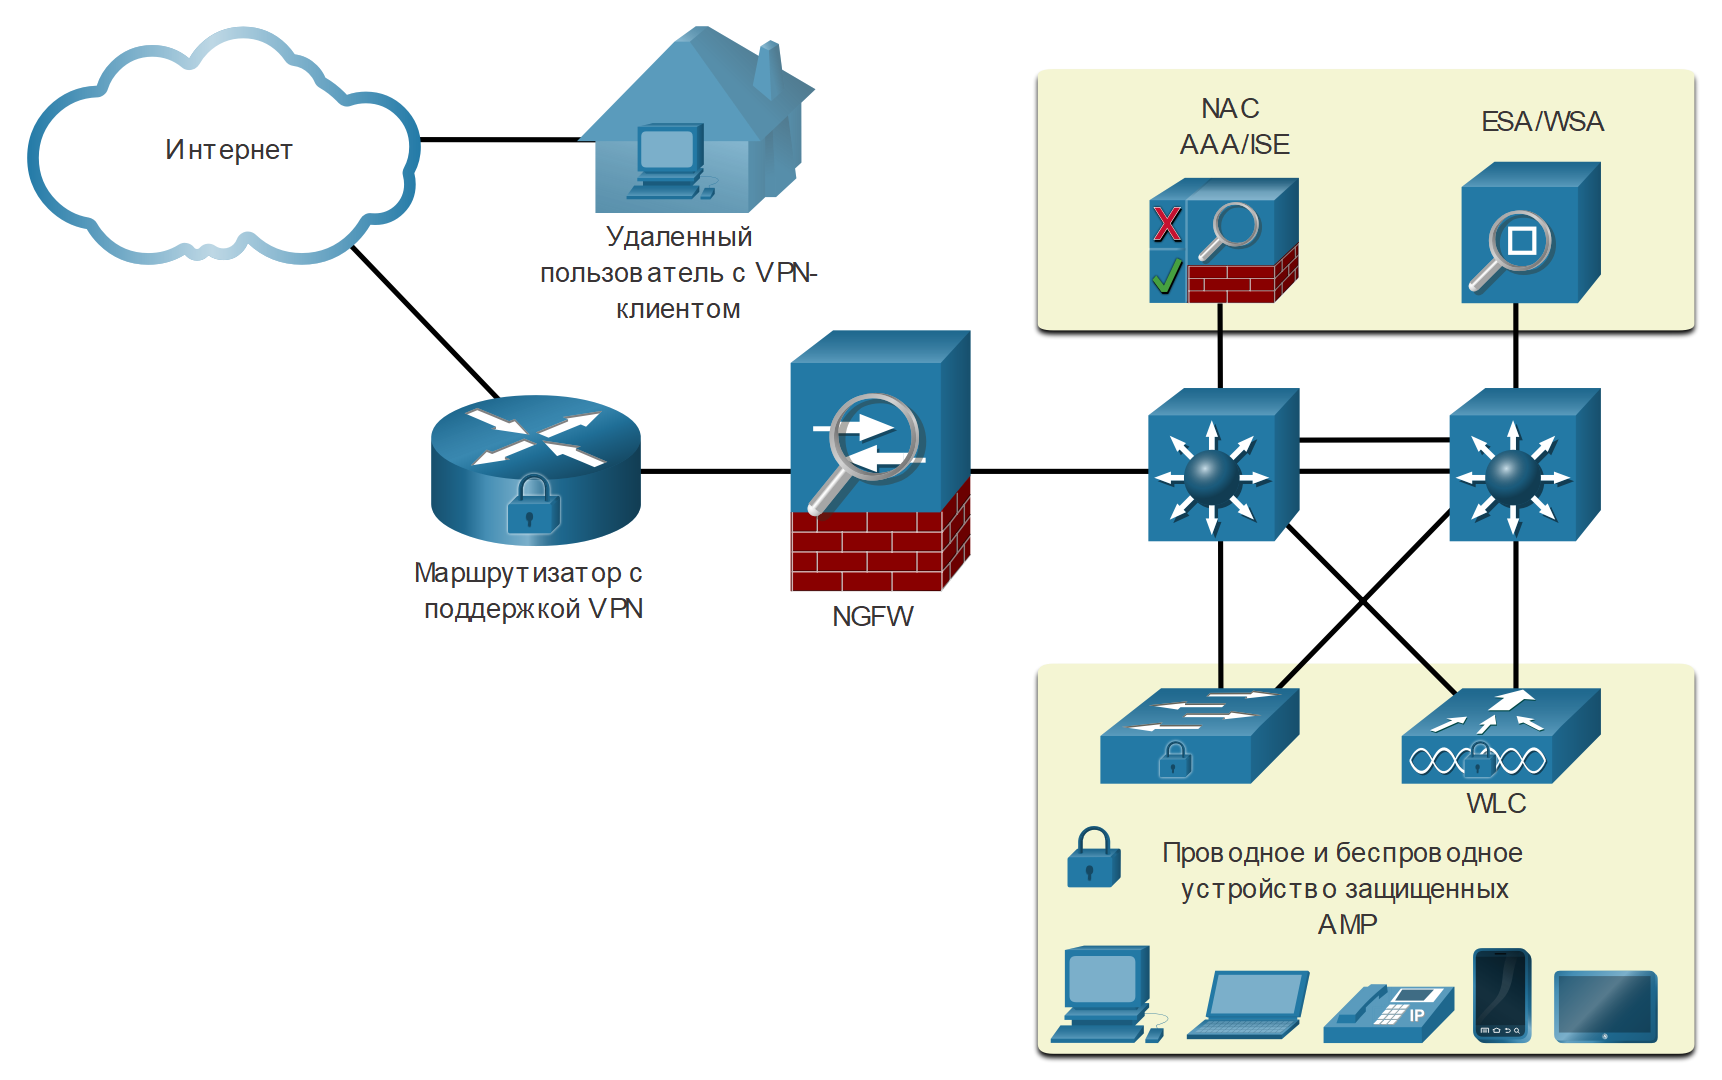 Интернет
Удаленный
пользователь с VPN-
клиентом
Маршрутизатор с
поддержкой VPN
NGFW
NAC
AAA/ISE
ESA/WSA
WLC
Проводное и беспроводное
устройство защищенных
AMP
IP